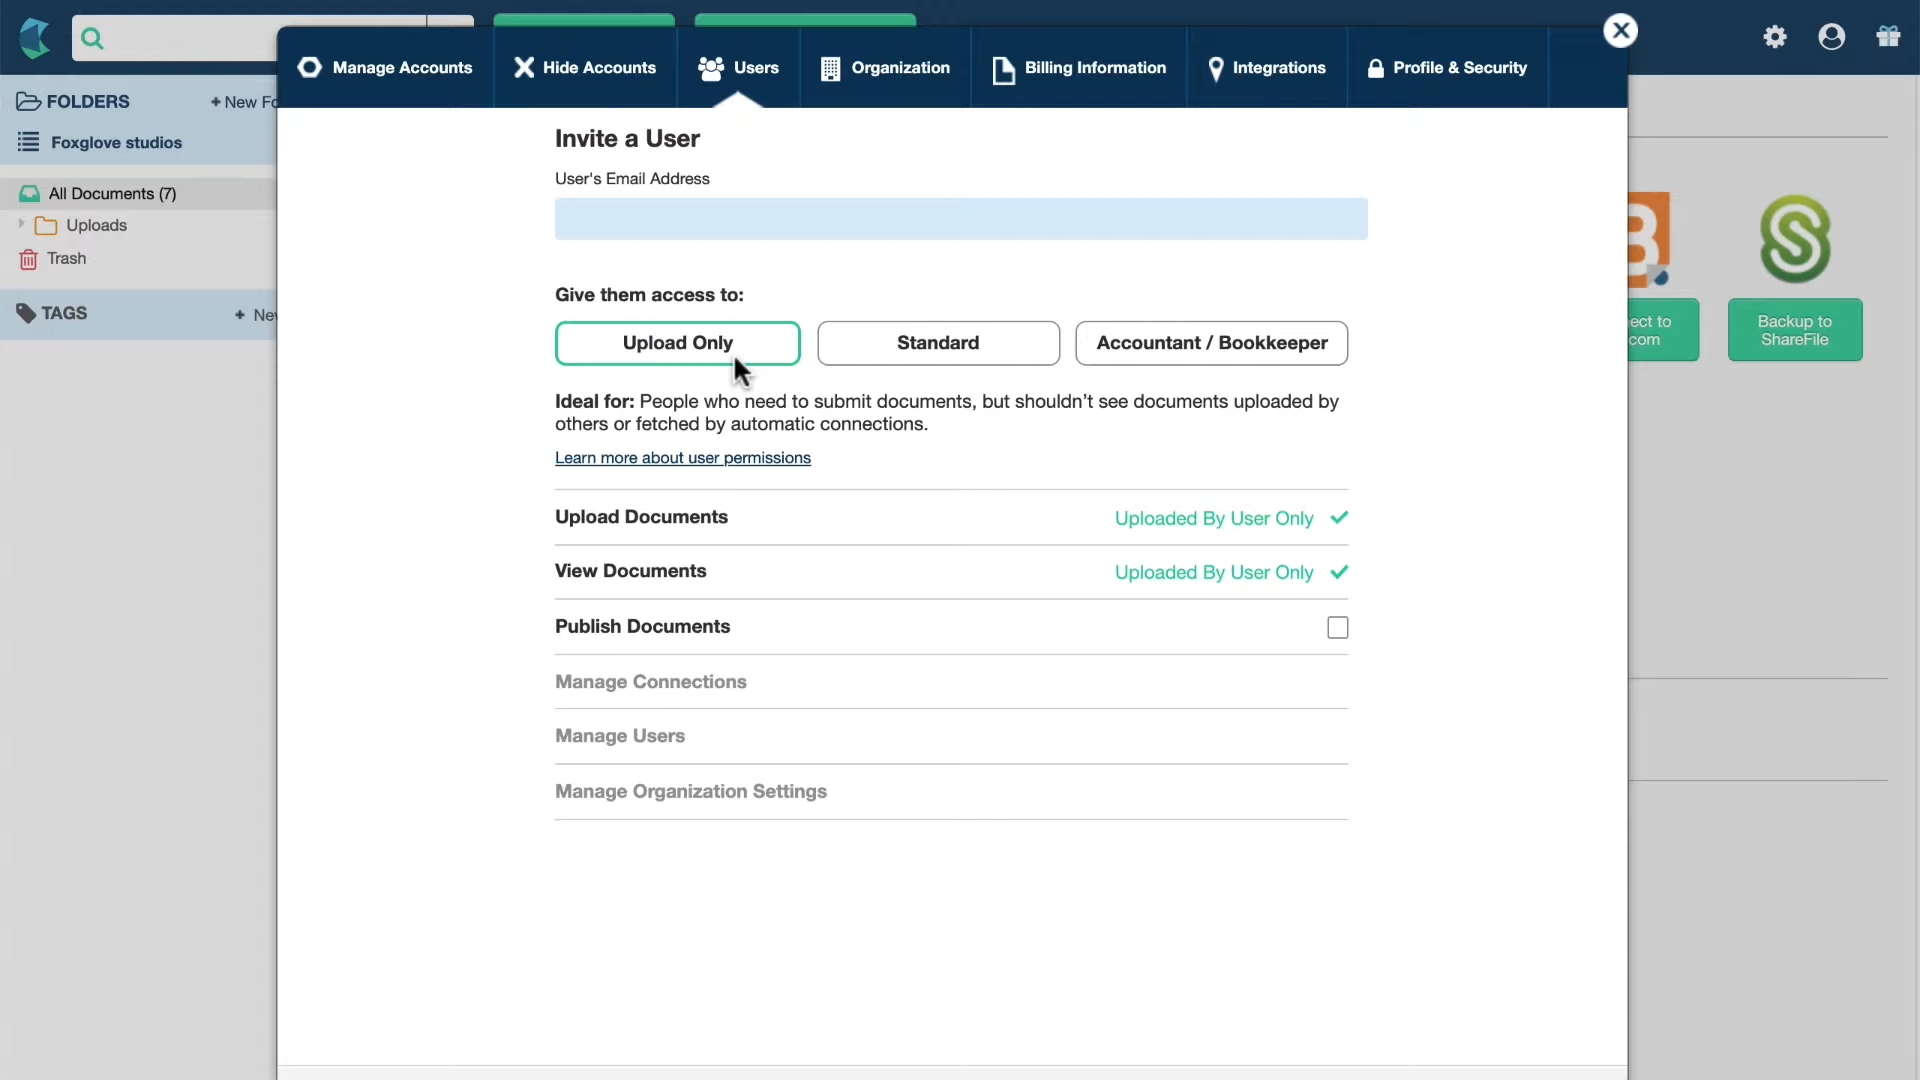 Manage Accounts
Hide Accounts
Users
Organization
Billing Information
Integrations
Profile & Security
FOLDERS
+ New Fo
Foxglove studios
All Documents (7)
Uploads
Trash
TAGS
+ New
Invite a User
User's Email Address
Give them access to:
Upload Only
Standard
Accountant / Bookkeeper
Ideal for: People who need to submit documents, but shouldn’t see documents uploaded by
others or fetched by automatic connections.
Learn more about user permissions
Upload Documents
Uploaded By User Only
View Documents
Uploaded By User Only
Publish Documents
Manage Connections
Manage Users
Manage Organization Settings
ect to
com
Backup to
ShareFile